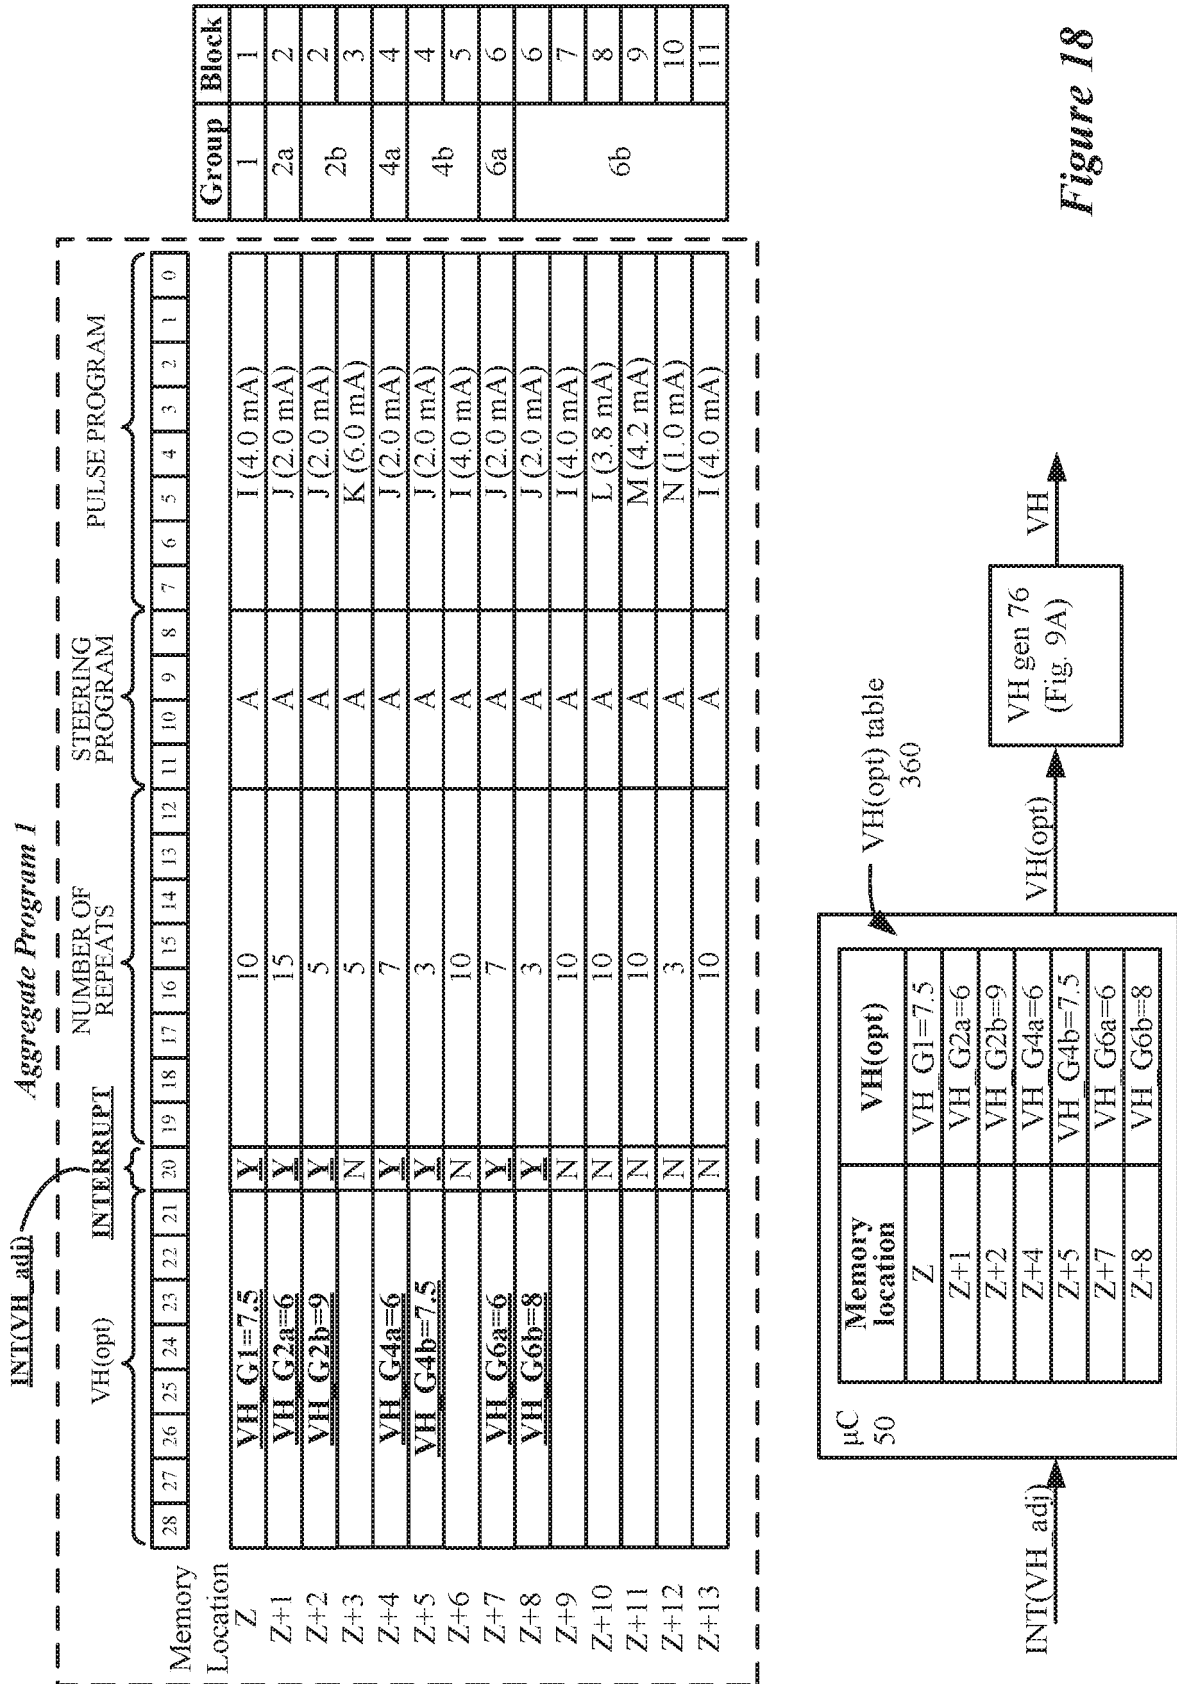 Aggregate Program 1
INT(VH_adj)
VH(opt) INTERRUPT NUMBER OF REPEATS STEERING PROGRAM PULSE PROGRAM
28 27 26 25 24 23 22 21 20 19 18 17 16 15 14 13 12 11 10 9 8 7 6 5 4 3 2 1 0
Memory Location Group Block
Z VH_G1=7.5 Y 10 A I (4.0 mA) 1 1
Z+1 VH_G2a=6 Y 15 A J (2.0 mA) 2a 2
Z+2 VH_G2b=9 Y 5 A J (2.0 mA) 2b 2
Z+3 N 5 A K (6.0 mA) 3
Z+4 VH_G4a=6 Y 7 A J (2.0 mA) 4a 4
Z+5 VH_G4b=7.5 Y 3 A J (2.0 mA) 4b 4
Z+6 N 10 A I (4.0 mA) 5
Z+7 VH_G6a=6 Y 7 A J (2.0 mA) 6a 6
Z+8 VH_G6b=8 Y 3 A J (2.0 mA) 6b 6
Z+9 N 10 A I (4.0 mA) 7
Z+10 N 10 A L (3.8 mA) 8
Z+11 N 10 A M (4.2 mA) 9
Z+12 N 3 A N (1.0 mA) 10
Z+13 N 10 A I (4.0 mA) 11
INT(VH_adj)
µC
50
Memory location VH(opt)
Z VH_G1=7.5
Z+1 VH_G2a=6
Z+2 VH_G2b=9
Z+4 VH_G4a=6
Z+5 VH_G4b=7.5
Z+7 VH_G6a=6
Z+8 VH_G6b=8
VH(opt) table
360
VH(opt)
VH gen 76
(Fig. 9A)
VH
Figure 18